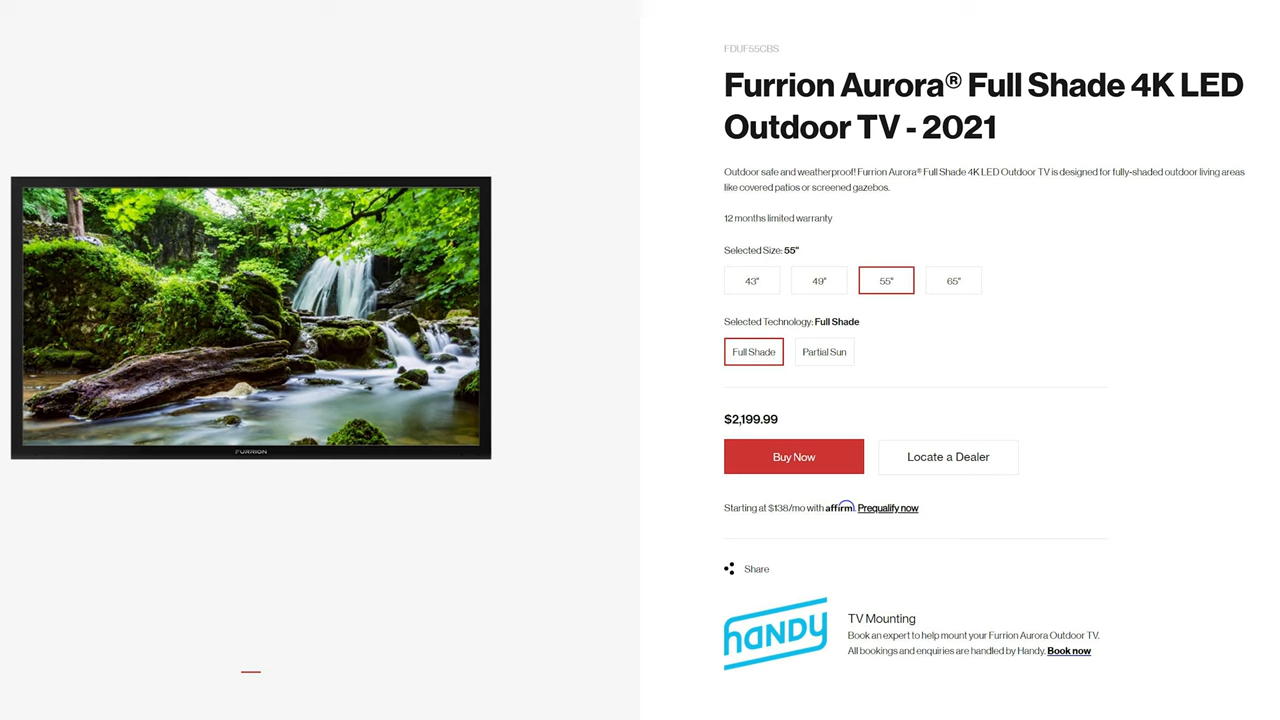 FDUF55CBS
Furrion Aurora® Full Shade 4K LED
Outdoor TV - 2021
Outdoor safe and weatherproof! Furrion Aurora® Full Shade 4K LED Outdoor TV is designed for fully-shaded outdoor living areas
like covered patios or screened gazebos.
12 months limited warranty
Selected Size: 55"
43" 49" 55" 65"
Selected Technology: Full Shade
Full Shade Partial Sun
$2,199.99
Buy Now Locate a Dealer
Starting at $138/mo with affirm. Prequalify now
Share
FURRION
HANDY
TV Mounting
Book an expert to help mount your Furrion Aurora Outdoor TV.
All bookings and enquiries are handled by Handy. Book now